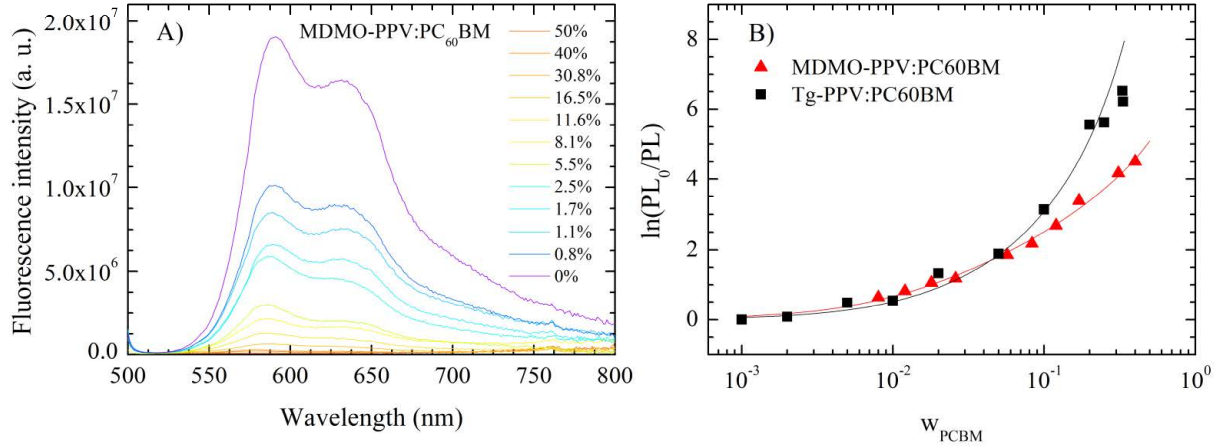 A)
MDMO-PPV:PC60BM
50%
40%
30.8%
16.5%
11.6%
8.1%
5.5%
2.5%
1.7%
1.1%
0.8%
0%
2.0x10^7
1.5x10^7
1.0x10^7
5.0x10^6
0.0
500 550 600 650 700 750 800
Fluorescence intensity (a. u.)
Wavelength (nm)
B)
MDMO-PPV:PC60BM
Tg-PPV:PC60BM
8
6
4
2
0
10^-3 10^-2 10^-1 10^0
ln(PL0/PL)
wPCBM